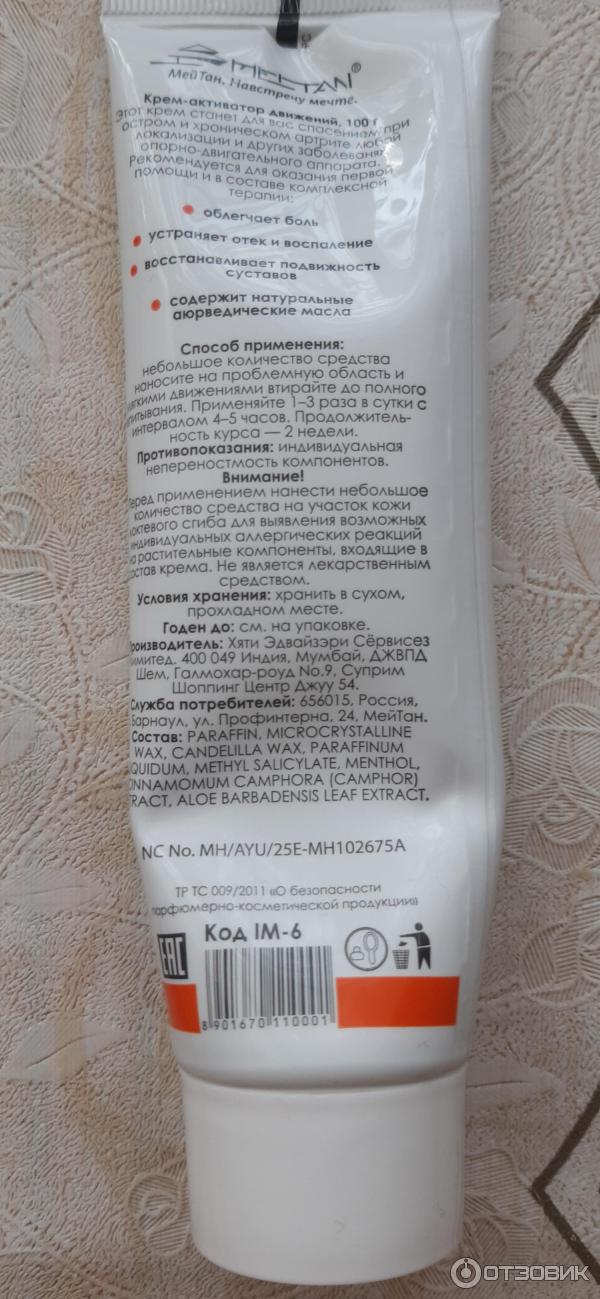 MEITAN®
МейТан. Навстречу мечте.
Крем-активатор движений, 100 г
Этот крем станет для вас спасением при
остром и хроническом артрите любой
локализации и других заболеваниях
опорно-двигательного аппарата.
Рекомендуется для оказания первой
помощи и в составе комплексной
терапии:
облегчает боль
устраняет отек и воспаление
восстанавливает подвижность
суставов
содержит натуральные
аюрведические масла
Способ применения:
небольшое количество средства
наносите на проблемную область и
мягкими движениями втирайте до полного
впитывания. Применяйте 1–3 раза в сутки с
интервалом 4–5 часов. Продолжитель-
ность курса — 2 недели.
Противопоказания: индивидуальная
непереностмость компонентов.
Внимание!
Перед применением нанести небольшое
количество средства на участок кожи
локтевого сгиба для выявления возможных
индивидуальных аллергических реакций
на растительные компоненты, входящие в
состав крема. Не является лекарственным
средством.
Условия хранения: хранить в сухом,
прохладном месте.
Годен до: см. на упаковке.
Производитель: Хяти Эдвайзэри Сёрвисез
Лимитед. 400 049 Индия, Мумбай, ДЖВПД
Шем, Галмохар-роуд No.9, Суприм
Шоппинг Центр Джуу 54.
Служба потребителей: 656015, Россия,
Барнаул, ул. Профинтерна, 24, МейТан.
Состав: PARAFFIN, MICROCRYSTALLINE
WAX, CANDELILLA WAX, PARAFFINUM
LIQUIDUM, METHYL SALICYLATE, MENTHOL,
CINNAMOMUM CAMPHORA (CAMPHOR)
EXTRACT, ALOE BARBADENSIS LEAF EXTRACT.
NC No. MH/AYU/25E-MH102675A
ТР ТС 009/2011 «О безопасности
парфюмерно-косметической продукции»
Код IM-6
EAC
8 901670 110001
ОТЗОВИК